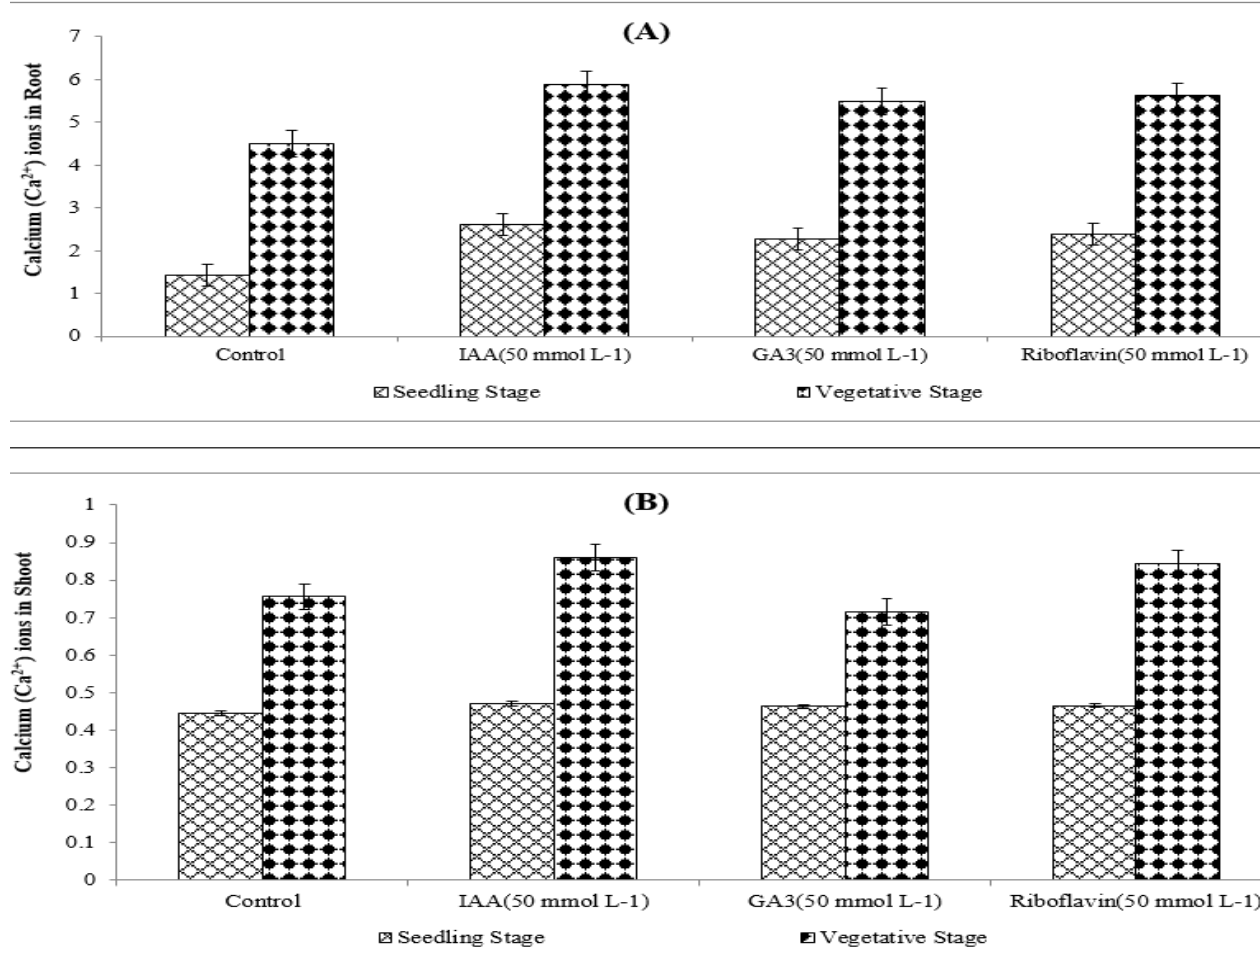 (A)
Calcium (Ca²⁺) ions in Root
7
6
5
4
3
2
1
0
Control IAA(50 mmol L-1) GA3(50 mmol L-1) Riboflavin(50 mmol L-1)
Seedling Stage Vegetative Stage
(B)
Calcium (Ca²⁺) ions in Shoot
1
0.9
0.8
0.7
0.6
0.5
0.4
0.3
0.2
0.1
0
Control IAA(50 mmol L-1) GA3(50 mmol L-1) Riboflavin(50 mmol L-1)
Seedling Stage Vegetative Stage